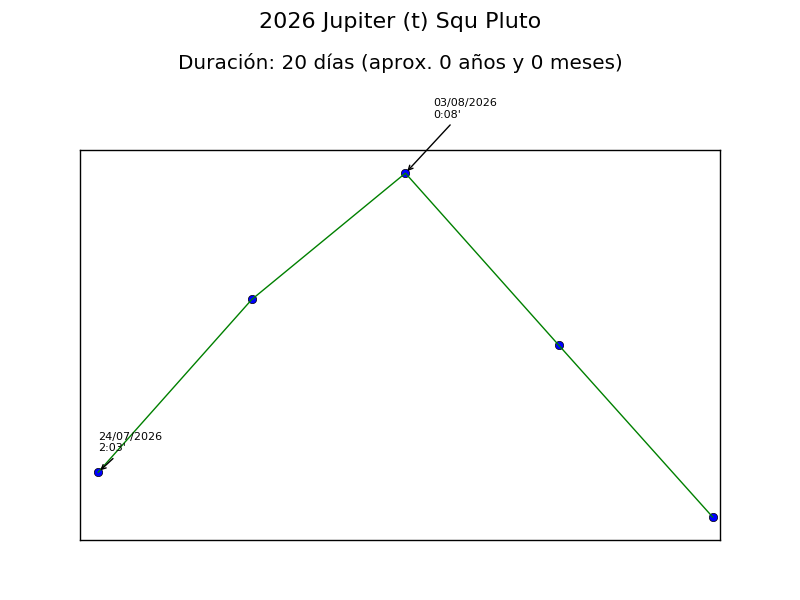 2026 Jupiter (t) Squ Pluto
Duración: 20 días (aprox. 0 años y 0 meses)
03/08/2026
0:08'
24/07/2026
2:03'